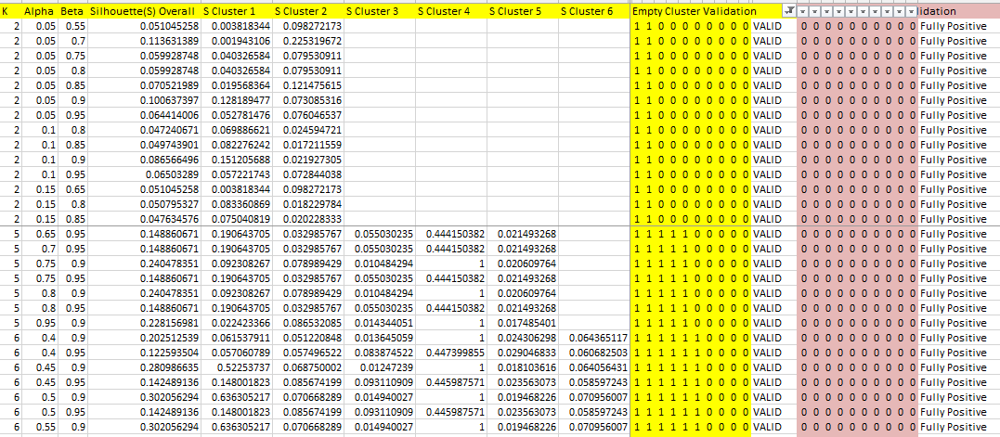 K Alpha Beta Silhouette(S) Overall S Cluster 1 S Cluster 2 S Cluster 3 S Cluster 4 S Cluster 5 S Cluster 6 Empty Cluster Validation lidation
2 0.05 0.55 0.051045258 0.003818344 0.098272173 1 1 0 0 0 0 0 0 0 0 VALID 0 0 0 0 0 0 0 0 0 0 Fully Positive
2 0.05 0.7 0.113631389 0.001943106 0.225319672 1 1 0 0 0 0 0 0 0 0 VALID 0 0 0 0 0 0 0 0 0 0 Fully Positive
2 0.05 0.75 0.059928748 0.040326584 0.079530911 1 1 0 0 0 0 0 0 0 0 VALID 0 0 0 0 0 0 0 0 0 0 Fully Positive
2 0.05 0.8 0.059928748 0.040326584 0.079530911 1 1 0 0 0 0 0 0 0 0 VALID 0 0 0 0 0 0 0 0 0 0 Fully Positive
2 0.05 0.85 0.070521989 0.019568364 0.121475615 1 1 0 0 0 0 0 0 0 0 VALID 0 0 0 0 0 0 0 0 0 0 Fully Positive
2 0.05 0.9 0.100637397 0.128189477 0.073085316 1 1 0 0 0 0 0 0 0 0 VALID 0 0 0 0 0 0 0 0 0 0 Fully Positive
2 0.05 0.95 0.064414006 0.052781476 0.076046537 1 1 0 0 0 0 0 0 0 0 VALID 0 0 0 0 0 0 0 0 0 0 Fully Positive
2 0.1 0.8 0.047240671 0.069886621 0.024594721 1 1 0 0 0 0 0 0 0 0 VALID 0 0 0 0 0 0 0 0 0 0 Fully Positive
2 0.1 0.85 0.049743901 0.082276242 0.017211559 1 1 0 0 0 0 0 0 0 0 VALID 0 0 0 0 0 0 0 0 0 0 Fully Positive
2 0.1 0.9 0.086566496 0.151205688 0.021927305 1 1 0 0 0 0 0 0 0 0 VALID 0 0 0 0 0 0 0 0 0 0 Fully Positive
2 0.1 0.95 0.06503289 0.057221743 0.072844038 1 1 0 0 0 0 0 0 0 0 VALID 0 0 0 0 0 0 0 0 0 0 Fully Positive
2 0.15 0.65 0.051045258 0.003818344 0.098272173 1 1 0 0 0 0 0 0 0 0 VALID 0 0 0 0 0 0 0 0 0 0 Fully Positive
2 0.15 0.8 0.050795327 0.083360869 0.018229784 1 1 0 0 0 0 0 0 0 0 VALID 0 0 0 0 0 0 0 0 0 0 Fully Positive
2 0.15 0.85 0.047634576 0.075040819 0.020228333 1 1 0 0 0 0 0 0 0 0 VALID 0 0 0 0 0 0 0 0 0 0 Fully Positive
5 0.65 0.95 0.148860671 0.190643705 0.032985767 0.055030235 0.444150382 0.021493268 1 1 1 1 1 0 0 0 0 0 VALID 0 0 0 0 0 0 0 0 0 0 Fully Positive
5 0.7 0.95 0.148860671 0.190643705 0.032985767 0.055030235 0.444150382 0.021493268 1 1 1 1 1 0 0 0 0 0 VALID 0 0 0 0 0 0 0 0 0 0 Fully Positive
5 0.75 0.9 0.240478351 0.092308267 0.078989429 0.010484294 1 0.020609764 1 1 1 1 1 0 0 0 0 0 VALID 0 0 0 0 0 0 0 0 0 0 Fully Positive
5 0.75 0.95 0.148860671 0.190643705 0.032985767 0.055030235 0.444150382 0.021493268 1 1 1 1 1 0 0 0 0 0 VALID 0 0 0 0 0 0 0 0 0 0 Fully Positive
5 0.8 0.9 0.240478351 0.092308267 0.078989429 0.010484294 1 0.020609764 1 1 1 1 1 0 0 0 0 0 VALID 0 0 0 0 0 0 0 0 0 0 Fully Positive
5 0.8 0.95 0.148860671 0.190643705 0.032985767 0.055030235 0.444150382 0.021493268 1 1 1 1 1 0 0 0 0 0 VALID 0 0 0 0 0 0 0 0 0 0 Fully Positive
5 0.95 0.9 0.228156981 0.022423366 0.086532085 0.014344051 1 0.017485401 1 1 1 1 1 0 0 0 0 0 VALID 0 0 0 0 0 0 0 0 0 0 Fully Positive
6 0.4 0.9 0.202512539 0.061537911 0.051220848 0.013645059 1 0.024306298 0.064365117 1 1 1 1 1 1 0 0 0 0 VALID 0 0 0 0 0 0 0 0 0 0 Fully Positive
6 0.4 0.95 0.122593504 0.057060789 0.057496522 0.083874522 0.447399855 0.029046833 0.060682503 1 1 1 1 1 1 0 0 0 0 VALID 0 0 0 0 0 0 0 0 0 0 Fully Positive
6 0.45 0.9 0.280986635 0.52253737 0.068750002 0.01247239 1 0.018103616 0.064056431 1 1 1 1 1 1 0 0 0 0 VALID 0 0 0 0 0 0 0 0 0 0 Fully Positive
6 0.45 0.95 0.142489136 0.148001823 0.085674199 0.093110909 0.445987571 0.023563073 0.058597243 1 1 1 1 1 1 0 0 0 0 VALID 0 0 0 0 0 0 0 0 0 0 Fully Positive
6 0.5 0.9 0.302056294 0.636305217 0.070668289 0.014940027 1 0.019468226 0.070956007 1 1 1 1 1 1 0 0 0 0 VALID 0 0 0 0 0 0 0 0 0 0 Fully Positive
6 0.5 0.95 0.142489136 0.148001823 0.085674199 0.093110909 0.445987571 0.023563073 0.058597243 1 1 1 1 1 1 0 0 0 0 VALID 0 0 0 0 0 0 0 0 0 0 Fully Positive
6 0.55 0.9 0.302056294 0.636305217 0.070668289 0.014940027 1 0.019468226 0.070956007 1 1 1 1 1 1 0 0 0 0 VALID 0 0 0 0 0 0 0 0 0 0 Fully Positive